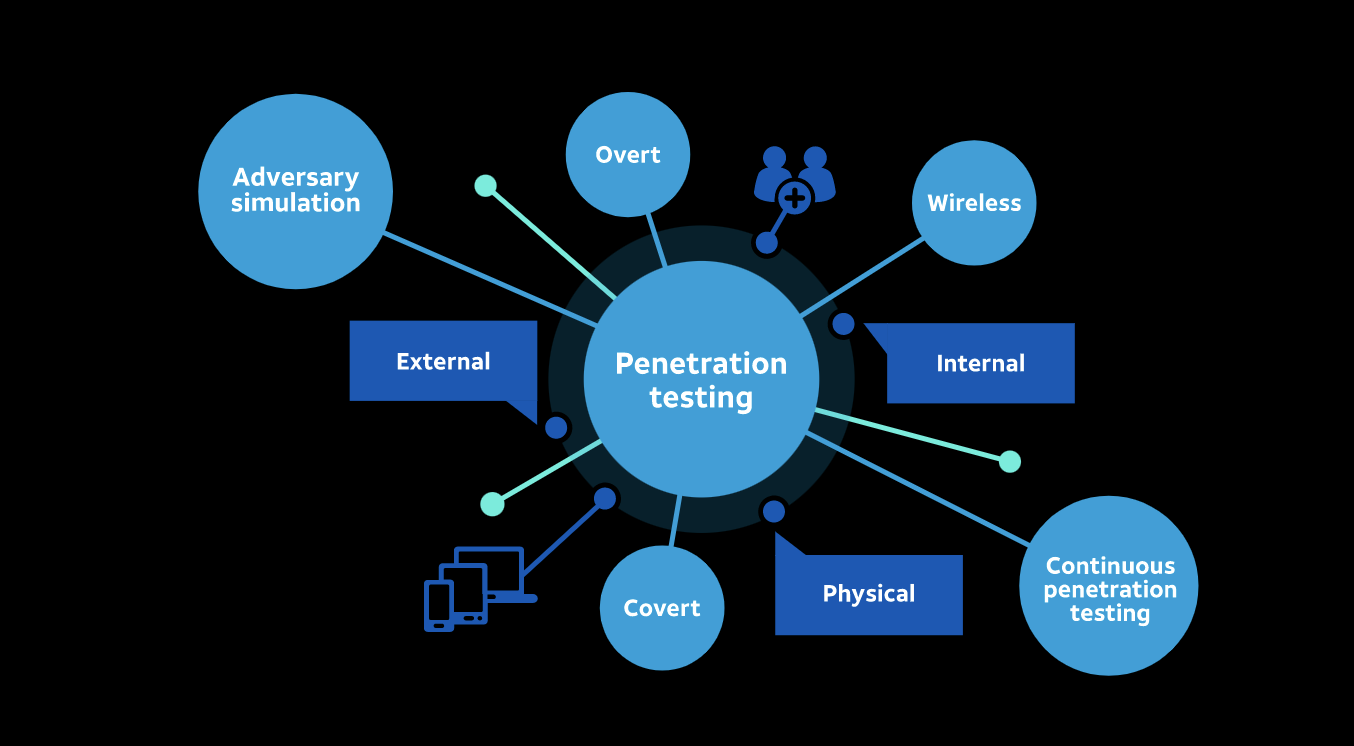 Overt
Adversary
simulation
Wireless
External
Penetration
testing
Internal
Covert
Physical
Continuous
penetration
testing